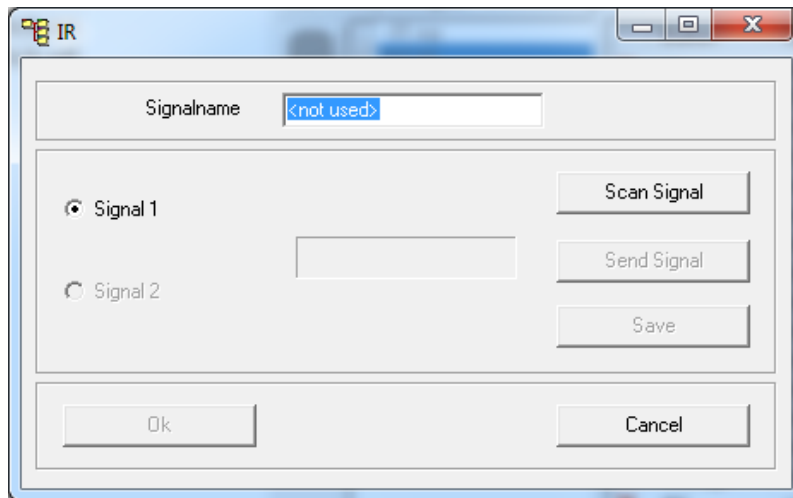 IR
Signalname <not used>
Signal 1
Scan Signal
Send Signal
Signal 2
Save
Ok
Cancel